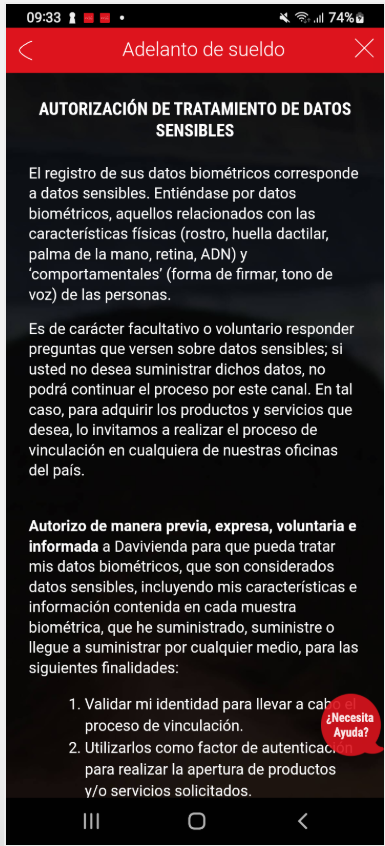 09:33
74%
Adelanto de sueldo
AUTORIZACIÓN DE TRATAMIENTO DE DATOS
SENSIBLES
El registro de sus datos biométricos corresponde
a datos sensibles. Entiéndase por datos
biométricos, aquellos relacionados con las
características físicas (rostro, huella dactilar,
palma de la mano, retina, ADN) y
‘comportamentales’ (forma de firmar, tono de
voz) de las personas.
Es de carácter facultativo o voluntario responder
preguntas que versen sobre datos sensibles; si
usted no desea suministrar dichos datos, no
podrá continuar el proceso por este canal. En tal
caso, para adquirir los productos y servicios que
desea, lo invitamos a realizar el proceso de
vinculación en cualquiera de nuestras oficinas
del país.
Autorizo de manera previa, expresa, voluntaria e
informada a Davivienda para que pueda tratar
mis datos biométricos, que son considerados
datos sensibles, incluyendo mis características e
información contenida en cada muestra
biométrica, que he suministrado, suministre o
llegue a suministrar por cualquier medio, para las
siguientes finalidades:
1. Validar mi identidad para llevar a cabo el
proceso de vinculación.
2. Utilizarlos como factor de autenticación
para realizar la apertura de productos
y/o servicios solicitados.
¿Necesita
Ayuda?